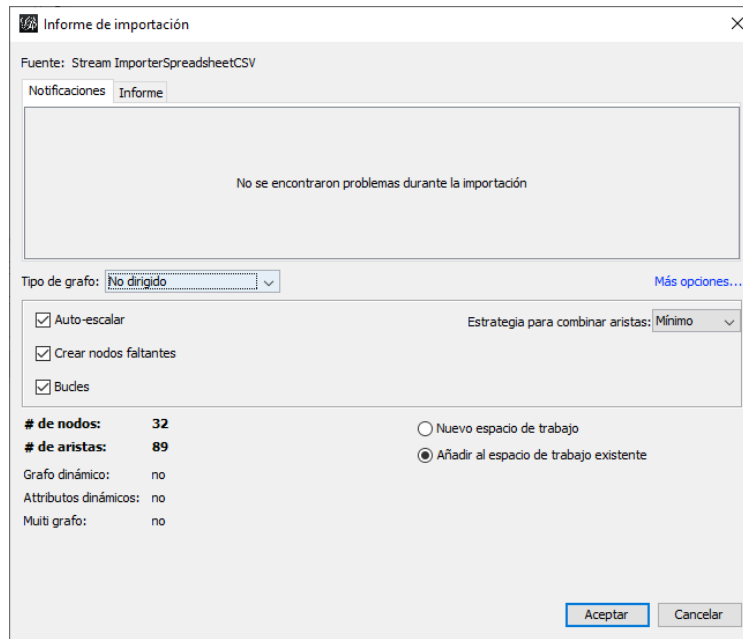 Informe de importación
Fuente: Stream ImporterSpreadsheetCSV
Notificaciones Informe
No se encontraron problemas durante la importación
Tipo de grafo: No dirigido Más opciones...
Auto-escalar Estrategia para combinar aristas: Mínimo
Crear nodos faltantes
Bucles
# de nodos: 32
# de aristas: 89
Grafo dinámico: no
Attributos dinámicos: no
Muiti grafo: no
Nuevo espacio de trabajo
Añadir al espacio de trabajo existente
Aceptar Cancelar